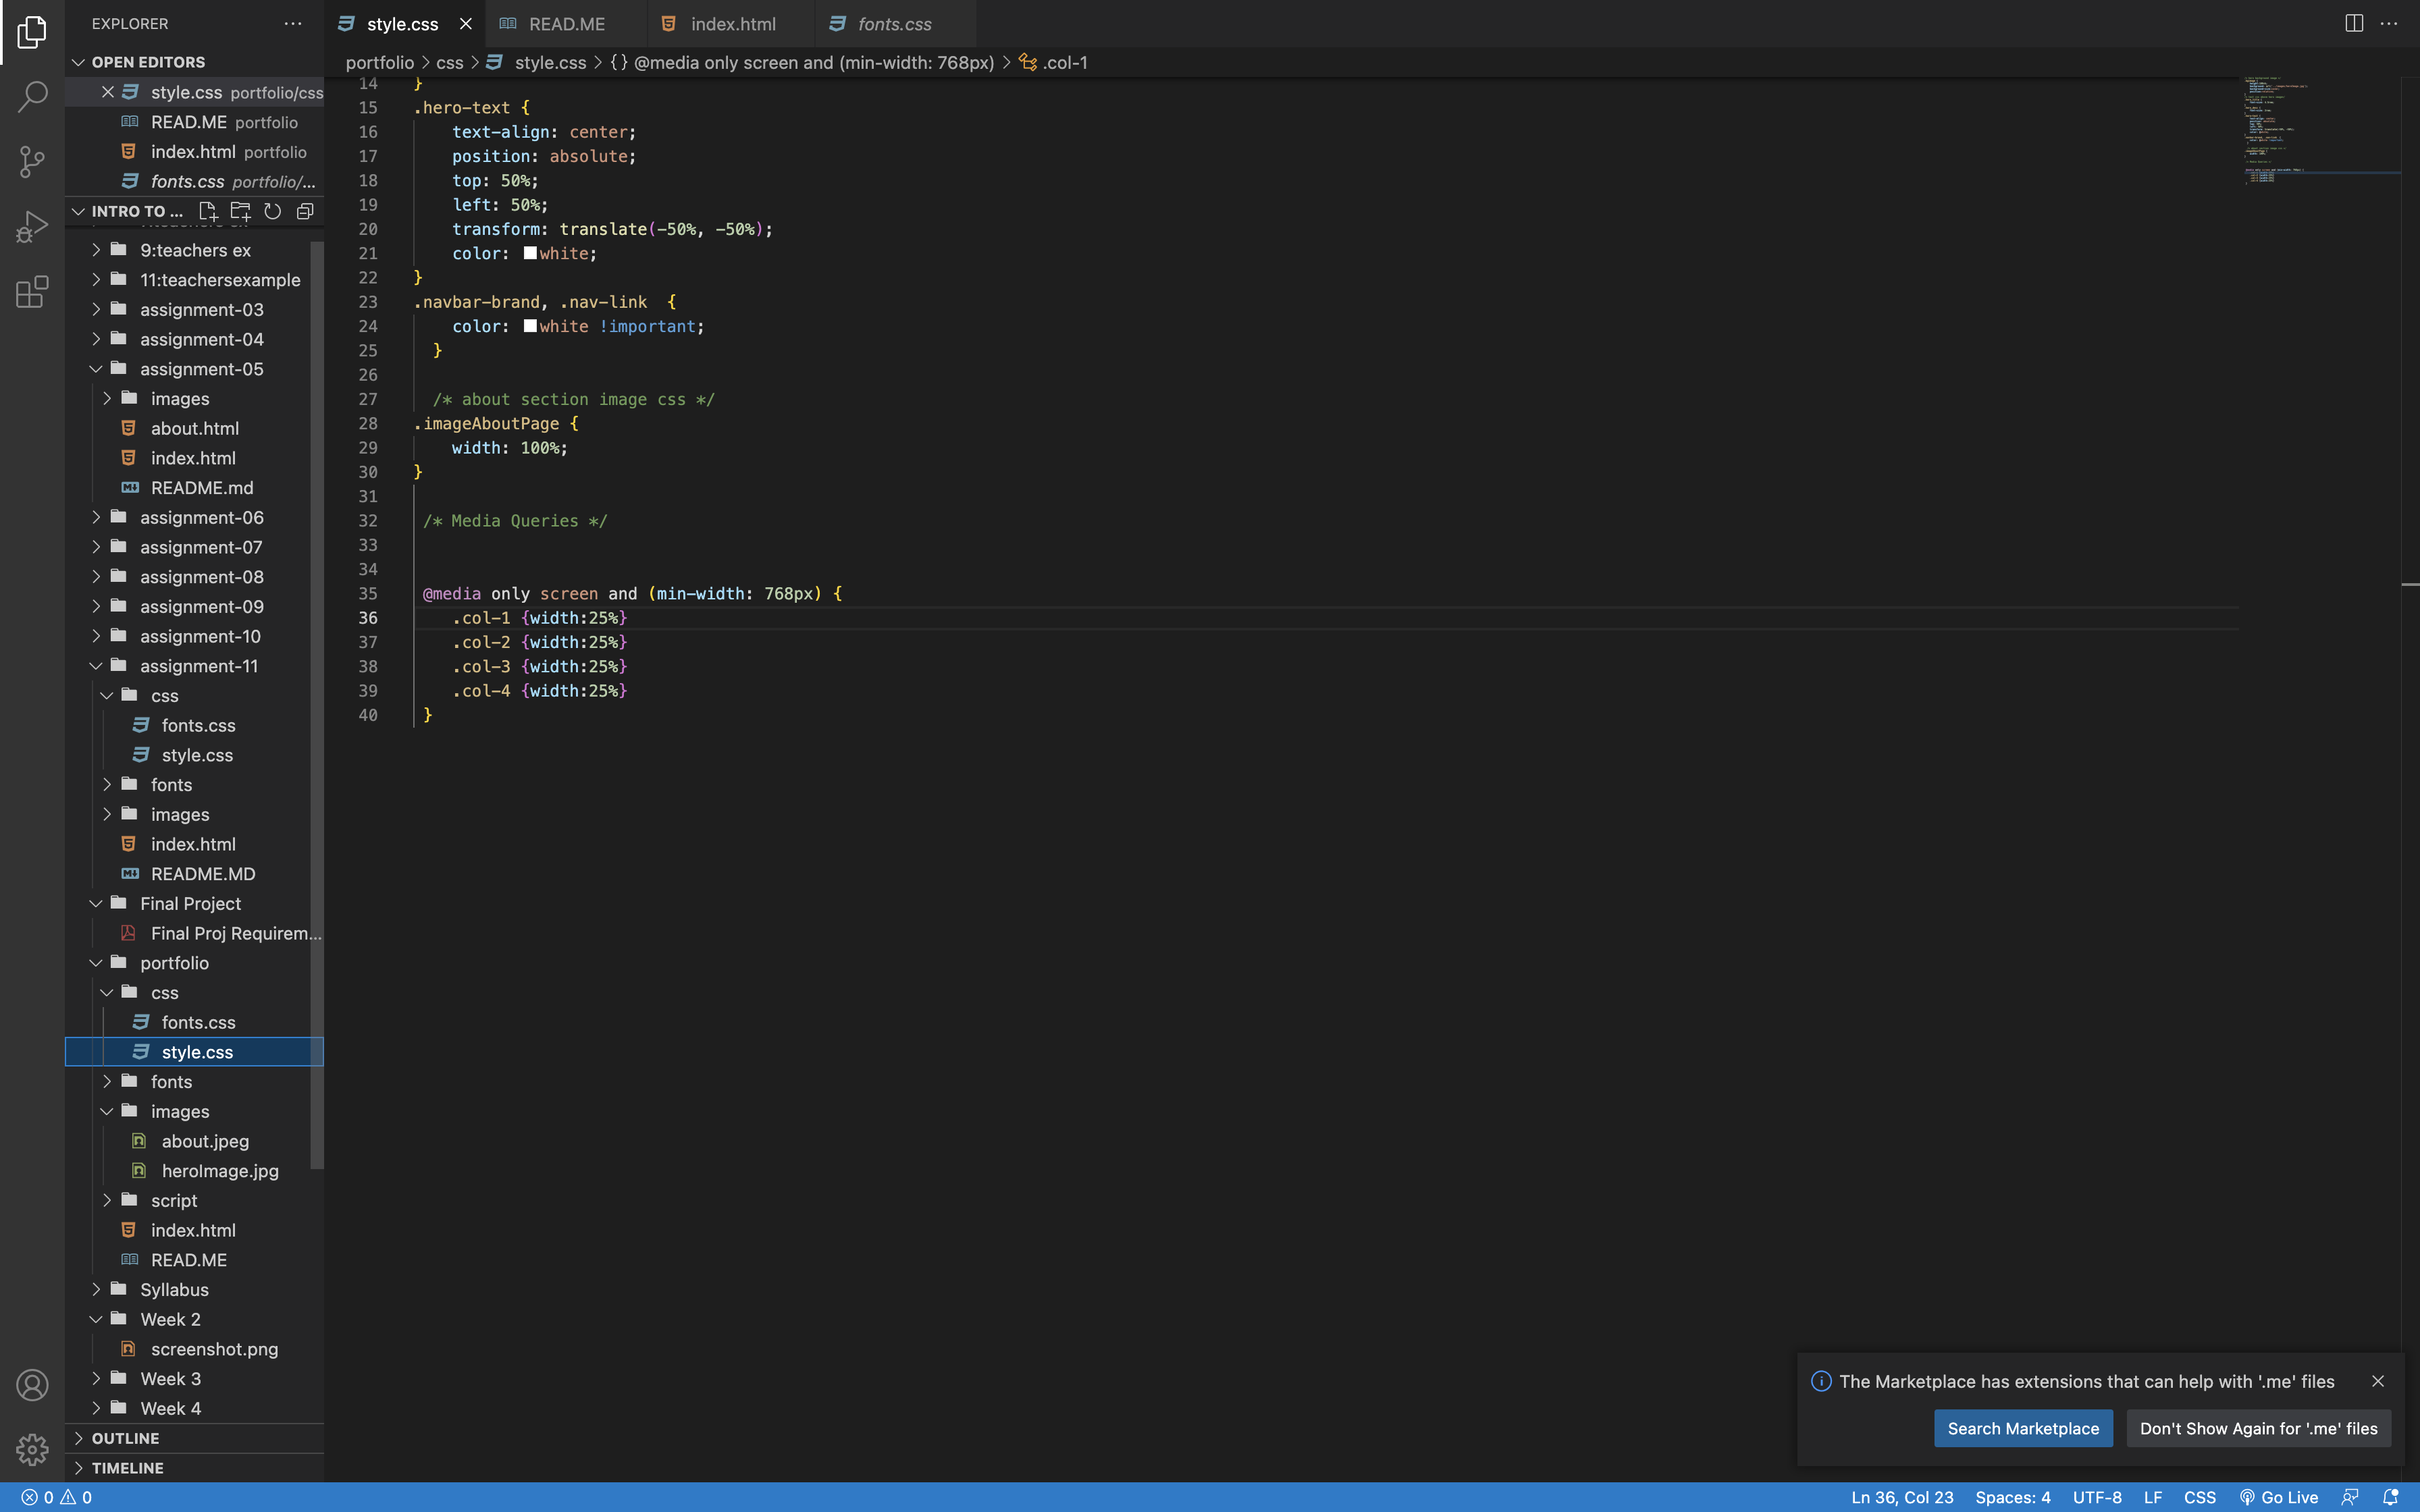 EXPLORER
OPEN EDITORS
style.css portfolio/css
READ.ME portfolio
index.html portfolio
fonts.css portfolio/...
INTRO TO ...
9:teachers ex
11:teachersexample
assignment-03
assignment-04
assignment-05
images
about.html
index.html
README.md
assignment-06
assignment-07
assignment-08
assignment-09
assignment-10
assignment-11
css
fonts.css
style.css
fonts
images
index.html
README.MD
Final Project
Final Proj Requirem...
portfolio
css
fonts.css
style.css
fonts
images
about.jpeg
heroImage.jpg
script
index.html
READ.ME
Syllabus
Week 2
screenshot.png
Week 3
Week 4
OUTLINE
TIMELINE
style.css READ.ME index.html fonts.css
portfolio > css > style.css > {} @media only screen and (min-width: 768px) > .col-1
14 }
15 .hero-text {
16 text-align: center;
17 position: absolute;
18 top: 50%;
19 left: 50%;
20 transform: translate(-50%, -50%);
21 color: white;
22 }
23 .navbar-brand, .nav-link  {
24 color: white !important;
25 }
26
27 /* about section image css */
28 .imageAboutPage {
29 width: 100%;
30 }
31
32 /* Media Queries */
33
34
35 @media only screen and (min-width: 768px) {
36 .col-1 {width:25%}
37 .col-2 {width:25%}
38 .col-3 {width:25%}
39 .col-4 {width:25%}
40 }
The Marketplace has extensions that can help with '.me' files
Search Marketplace Don't Show Again for '.me' files
0 0 Ln 36, Col 23 Spaces: 4 UTF-8 LF CSS Go Live